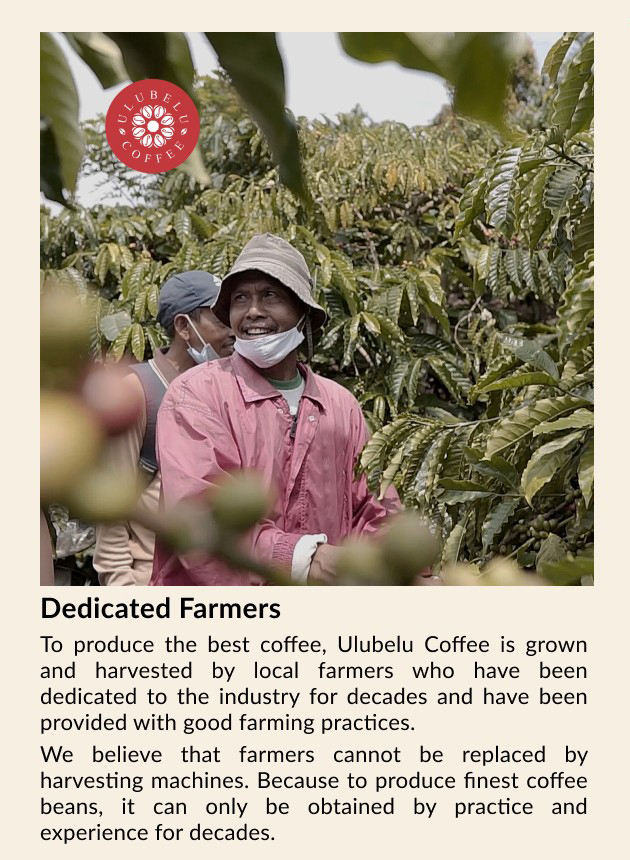 ULUBELU
COFFEE
Dedicated Farmers
To produce the best coffee, Ulubelu Coffee is grown
and harvested by local farmers who have been
dedicated to the industry for decades and have been
provided with good farming practices.
We believe that farmers cannot be replaced by
harvesting machines. Because to produce finest coffee
beans, it can only be obtained by practice and
experience for decades.